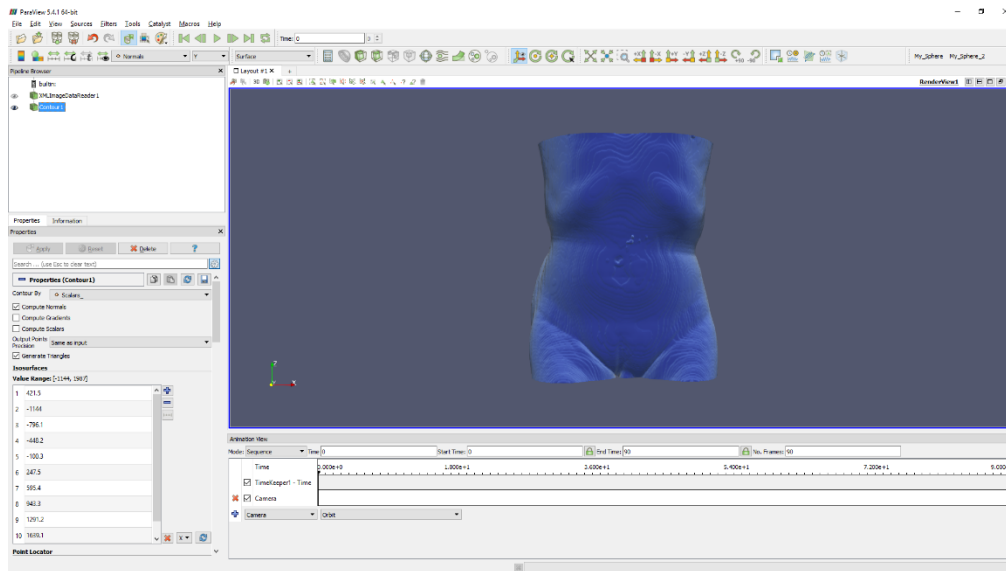 ParaView 5.4.1 64-bit
File Edit View Sources Filters Tools Catalyst Macros Help
Time: 0
Normals Y Surface My_Sphere My_Sphere_2
Pipeline Browser
Layout #1
RenderView1
builtin:
XMLImageDataReader1
Contour1
Properties Information
Properties
Apply Reset Delete ?
Search ... (use Esc to clear text)
Properties (Contour1)
Contour By Scalars_
Compute Normals
Compute Gradients
Compute Scalars
Output Points Precision Same as input
Generate Triangles
Isosurfaces
Value Range: [-1144, 1987]
1 421.5
2 -1144
3 -796.1
4 -448.2
5 -100.3
6 247.5
7 595.4
8 943.3
9 1291.2
10 1639.1
Point Locator
Z
X
Animation View
Mode: Sequence Time: 0 Start Time: 0 End Time: 90 No. Frames: 90
Time 0.000e+0 1.800e+1 3.600e+1 5.400e+1 7.200e+1 9.000
TimeKeeper1 - Time
Camera
Camera Orbit